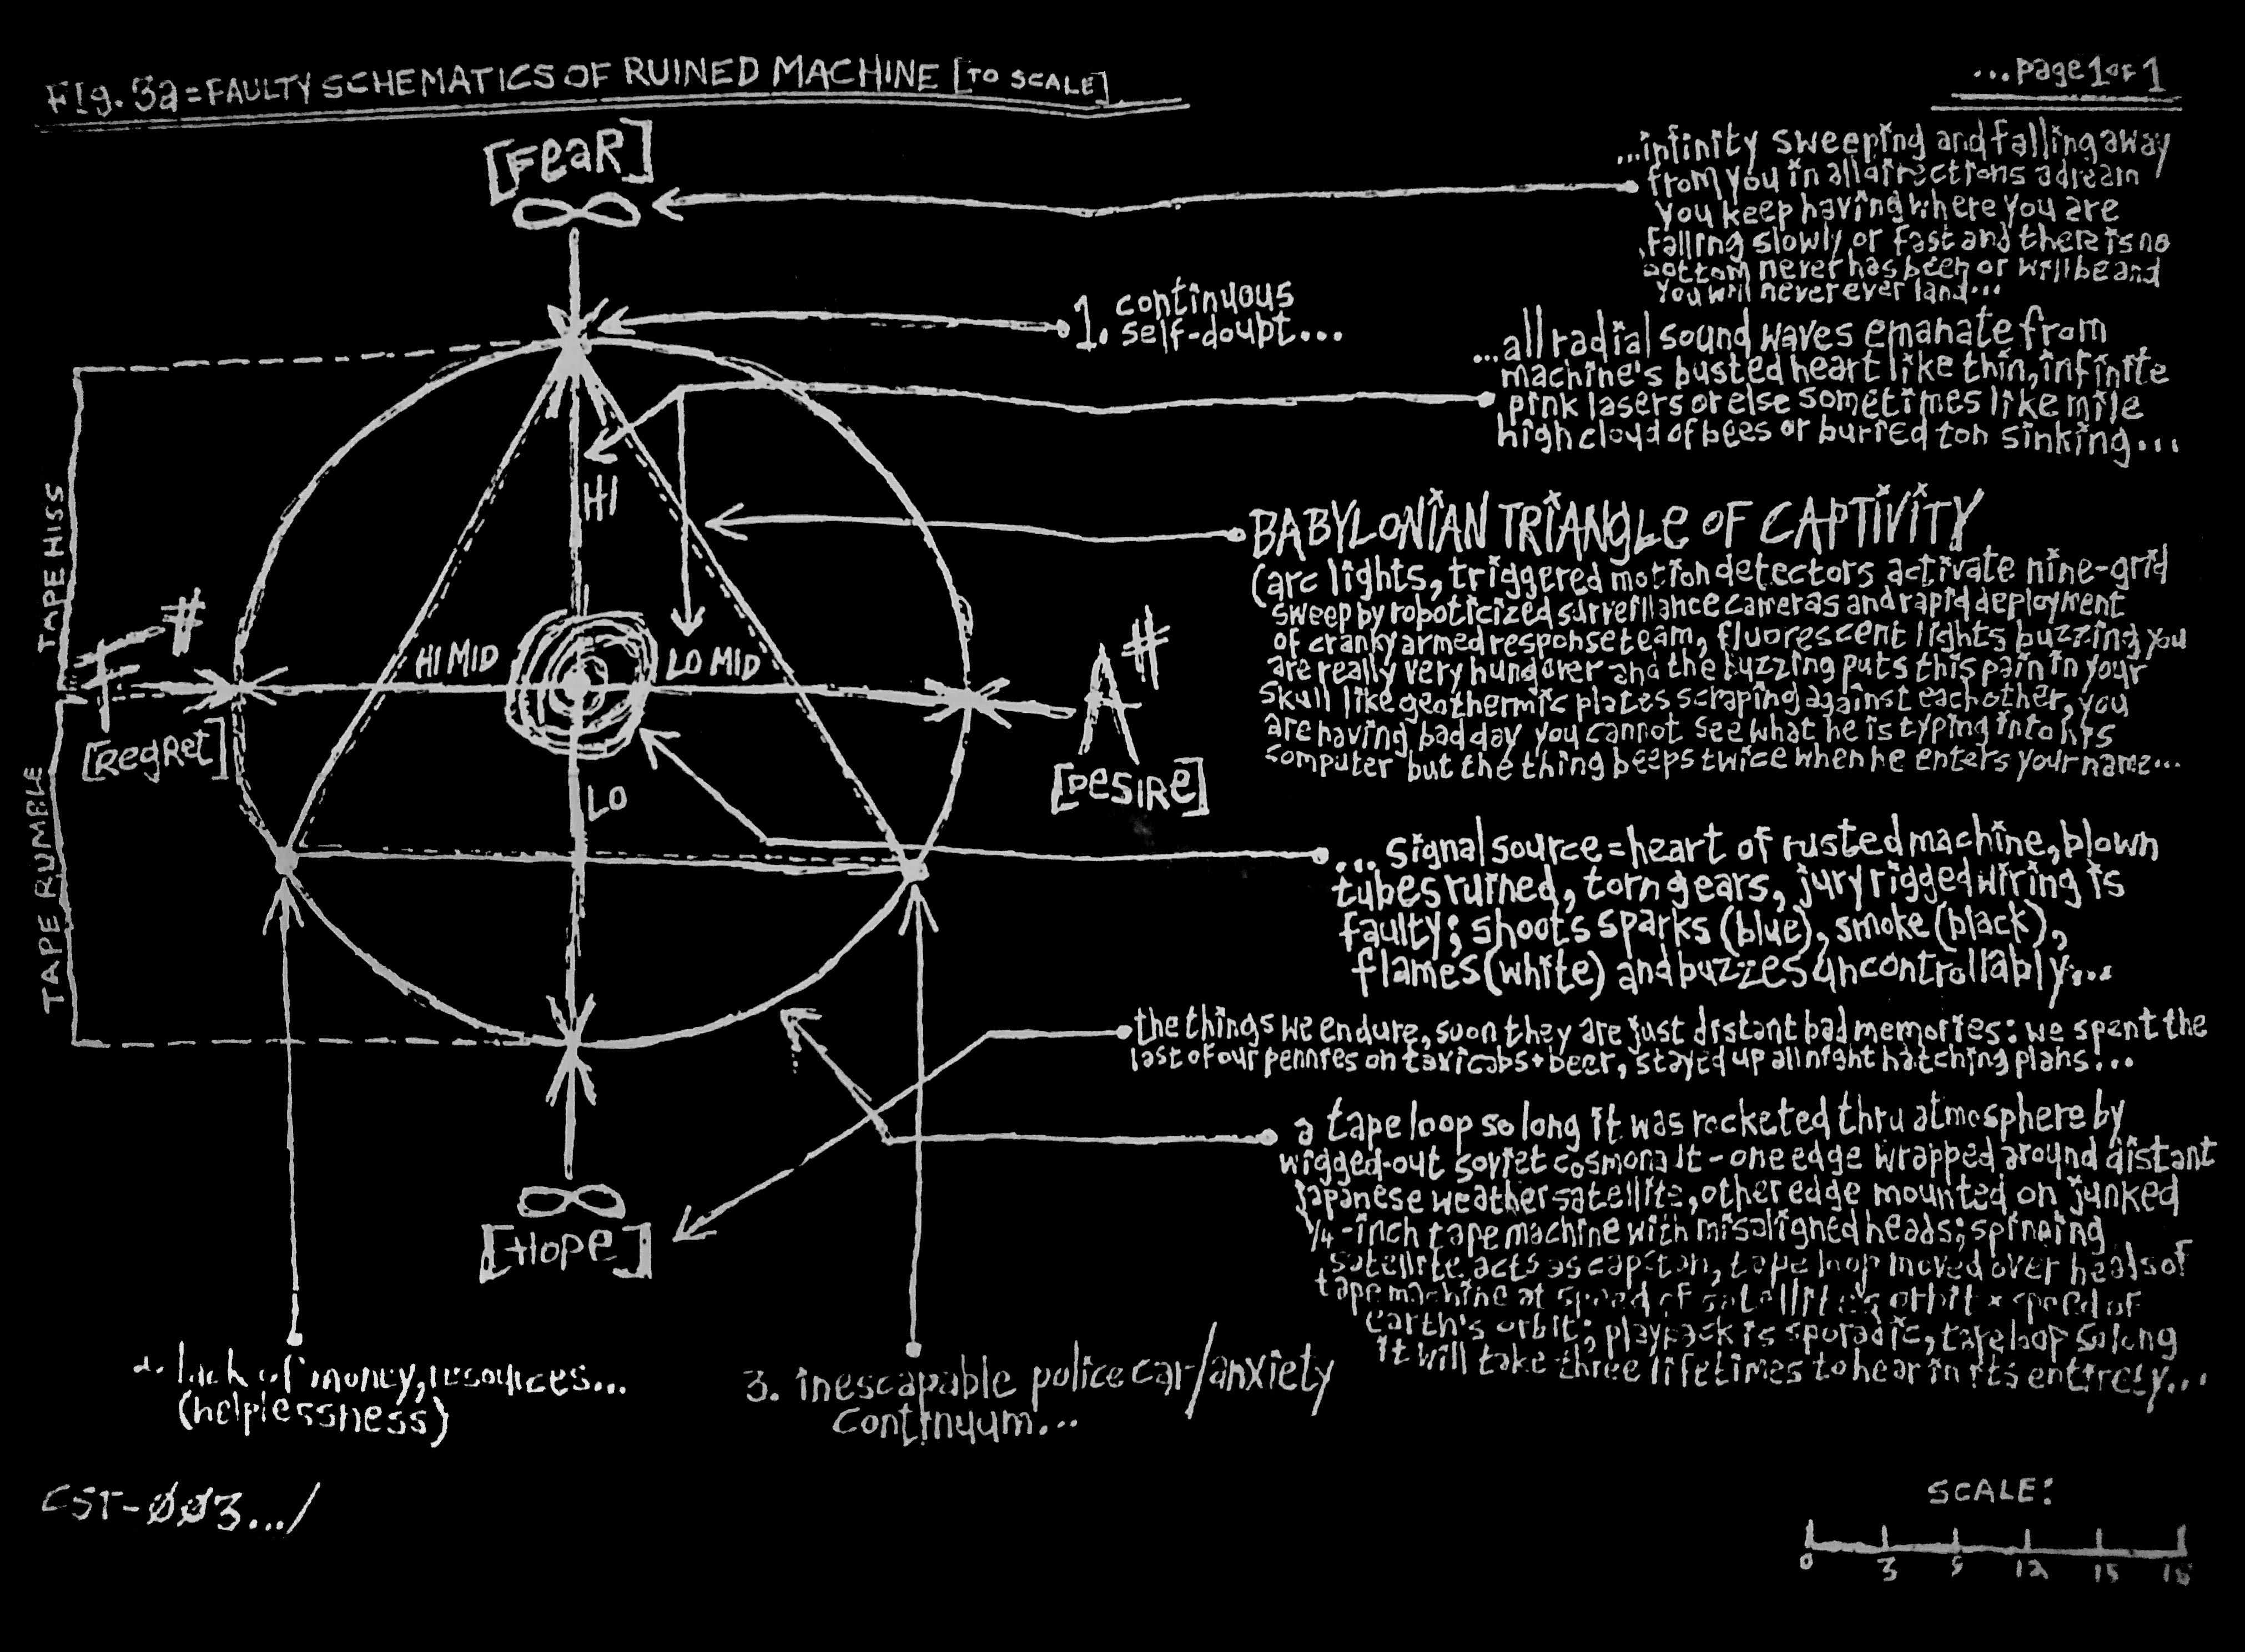 FIg. 3a = FAULTY SCHEMATICS OF RUINED MACHINE [TO SCALE]
...page 1 of 1
[FeaR]
∞
...infinity sweeping and falling away
from you in all directions a dream
you keep having where you are
falling slowly or fast and there is no
bottom never has been or will be and
you will never ever land...
1. continuous
self-doubt...
...all radial sound waves emanate from
machine's busted heart like thin, infinite
pink lasers or else sometimes like mile
high cloud of bees or buried ton sinking...
TAPE HISS
HI
BABYLONIAN TRIANGLE OF CAPTIVITY
(arc lights, triggered motion detectors activate nine-grid
sweep by roboticized surveillance cameras and rapid deployment
of cranky armed response team, fluorescent lights buzzing you
are really very hungover and the buzzing puts this pain in your
skull like geothermic plates scraping against each other, you
are having bad day you cannot see what he is typing into his
computer but the thing beeps twice when he enters your name...
F#
[RegRet]
HI MID
LO MID
A#
[DESIRe]
TAPE RUMBLE
LO
... signal source = heart of rusted machine, blown
tubes ruined, torn gears, jury rigged wiring is
faulty; shoots sparks (blue), smoke (black),
flames (white) and buzzes uncontrollably...
the things we endure, soon they are just distant bad memories: we spent the
last of our pennies on taxicabs + beer, stayed up all night hatching plans...
a tape loop so long it was rocketed thru atmosphere by
wigged-out soviet cosmonaut - one edge wrapped around distant
japanese weather satellite, other edge mounted on junked
1/4-inch tape machine with misaligned heads; spinning
satellite acts as capstan, tape loop moved over heads of
tape machine at speed of satellite's orbit × speed of
earth's orbit; playback is sporadic, tape loop so long
it will take three lifetimes to hear in its entirety...
∞
[Hope]
2. lack of money, resources...
(helplessness)
3. inescapable police car/anxiety
continuum...
CST-ØØ3.../
SCALE:
0 3 9 12 15 18